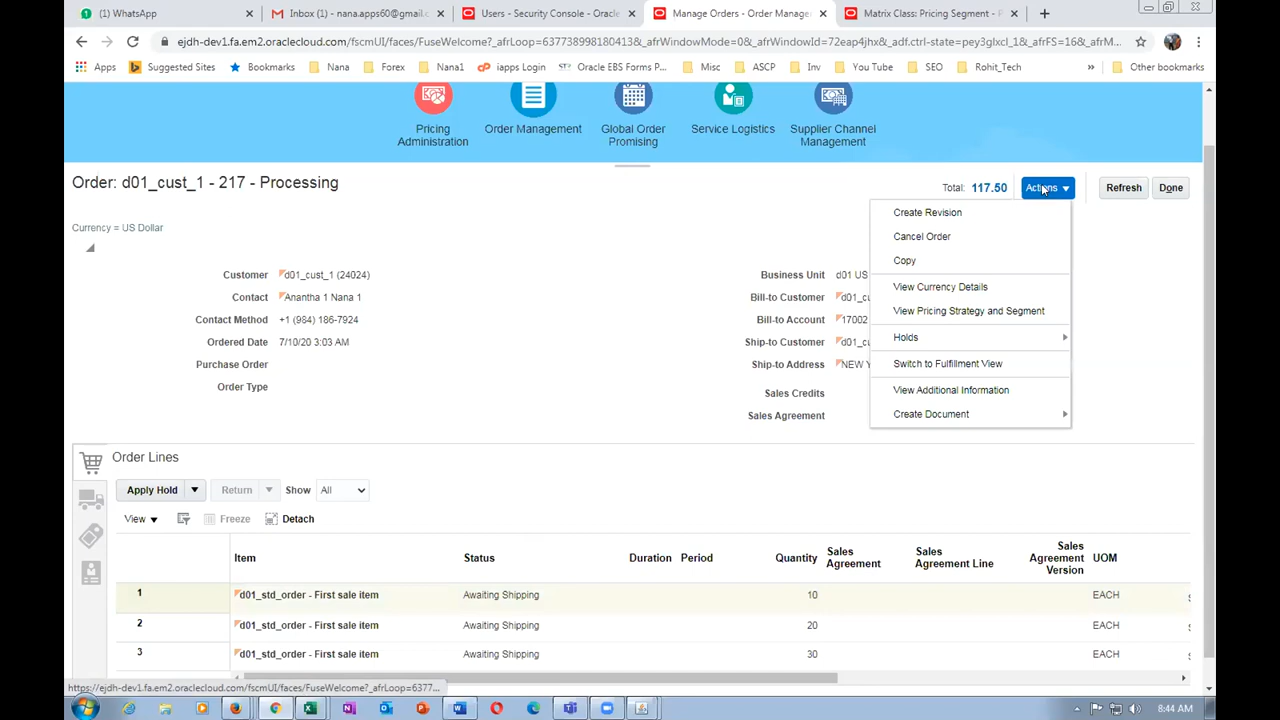 (1) WhatsApp
Inbox (1) - nana.apps60@gmail.c
Users - Security Console - Oracle
Manage Orders - Order Manage
Matrix Class: Pricing Segment - P
ejdh-dev1.fa.em2.oraclecloud.com/fscmUI/faces/FuseWelcome?_afrLoop=6377389918041 3&_afrWindowMode=0&_afrWindowId=72eap4jhx&_adf.ctrl-state=pey3glxcl_1&_afrFS=16&_afrM...
Apps
Suggested Sites
Bookmarks
Nana
Forex
Nana1
iapps Login
Oracle EBS Forms P...
Misc
ASCP
Inv
You Tube
SEO
Rohit_Tech
»
Other bookmarks
Pricing Administration
Order Management
Global Order Promising
Service Logistics
Supplier Channel Management
Order: d01_cust_1 - 217 - Processing
Total: 117.50
Actions
Refresh
Done
Currency = US Dollar
Create Revision
Cancel Order
Copy
View Currency Details
View Pricing Strategy and Segment
Holds
Switch to Fulfillment View
View Additional Information
Create Document
Customer d01_cust_1 (24024)
Contact Anantha 1 Nana 1
Contact Method +1 (984) 186-7924
Ordered Date 7/10/20 3:03 AM
Purchase Order
Order Type
Business Unit d01 US
Bill-to Customer d01_cu
Bill-to Account 17002
Ship-to Customer d01_cu
Ship-to Address NEW Y
Sales Credits
Sales Agreement
Order Lines
Apply Hold
Return
Show All
View
Freeze
Detach
Item
Status
Duration
Period
Quantity
Sales Agreement
Sales Agreement Line
Sales Agreement Version
UOM
1 d01_std_order - First sale item Awaiting Shipping 10 EACH
2 d01_std_order - First sale item Awaiting Shipping 20 EACH
3 d01_std_order - First sale item Awaiting Shipping 30 EACH
https://ejdh-dev1.fa.em2.oraclecloud.com/fscmUI/faces/FuseWelcome?_afrLoop=6377...
8:44 AM